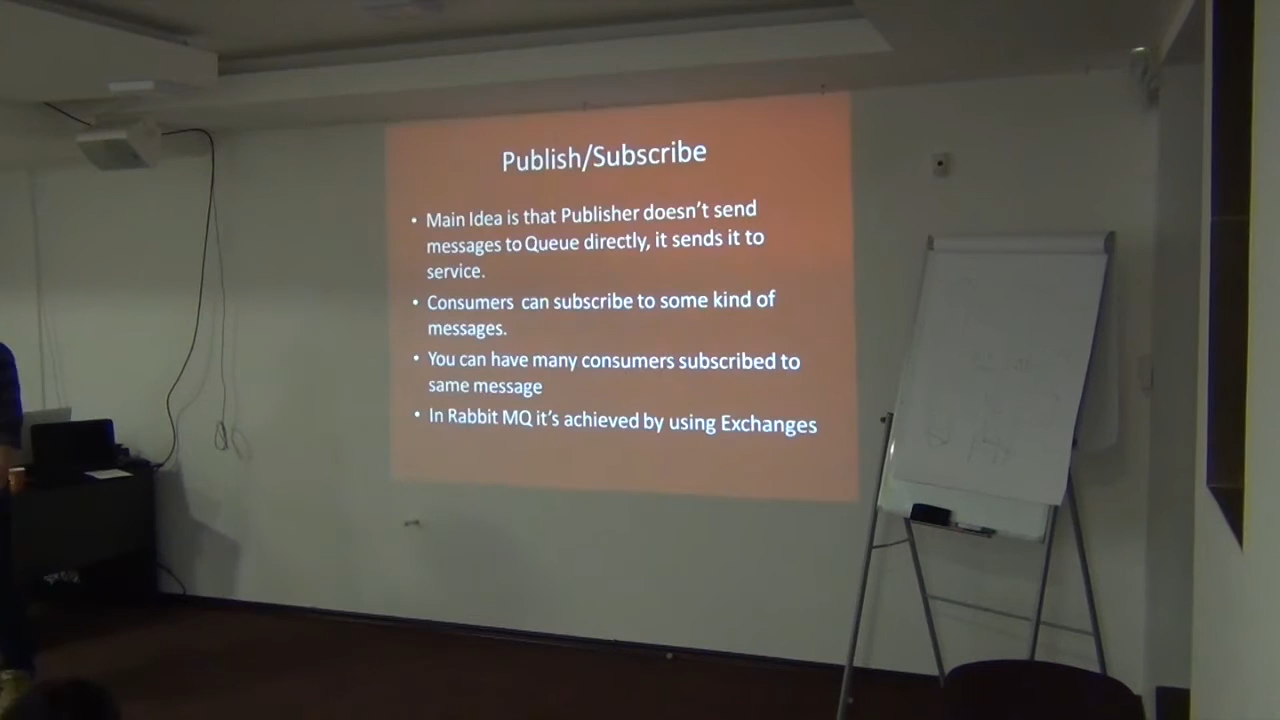 Publish/Subscribe
• Main Idea is that Publisher doesn't send
messages to Queue directly, it sends it to
service.
• Consumers can subscribe to some kind of
messages.
• You can have many consumers subscribed to
same message
• In Rabbit MQ it's achieved by using Exchanges